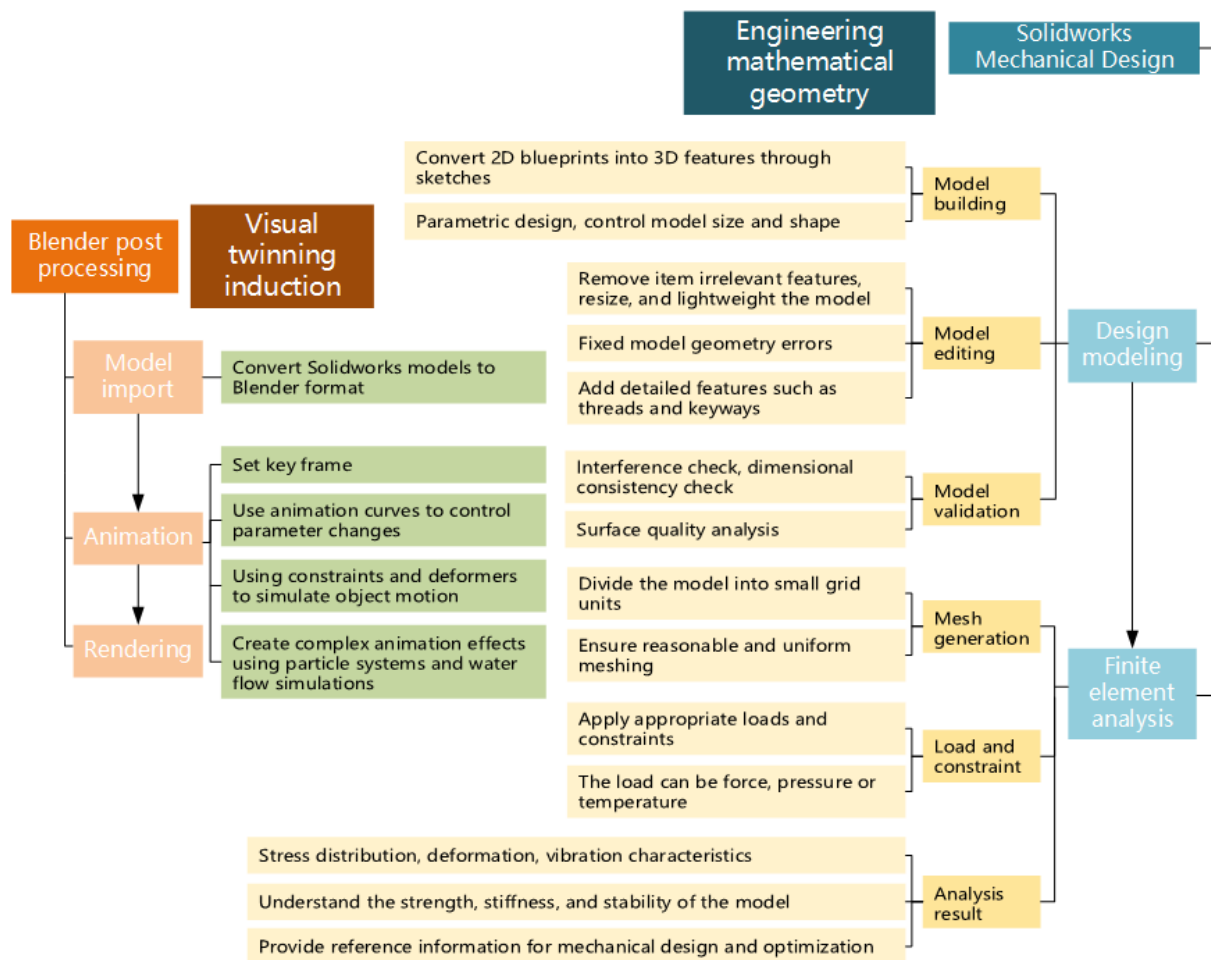 Engineering
mathematical
geometry
Solidworks
Mechanical Design
Convert 2D blueprints into 3D features through
sketches
Parametric design, control model size and shape
Model
building
Blender post
processing
Visual
twinning
induction
Remove item irrelevant features,
resize, and lightweight the model
Fixed model geometry errors
Add detailed features such as
threads and keyways
Model
editing
Design
modeling
Model
import
Convert Solidworks models to
Blender format
Set key frame
Use animation curves to control
parameter changes
Using constraints and deformers
to simulate object motion
Create complex animation effects
using particle systems and water
flow simulations
Animation
Rendering
Interference check, dimensional
consistency check
Surface quality analysis
Model
validation
Divide the model into small grid
units
Ensure reasonable and uniform
meshing
Mesh
generation
Finite
element
analysis
Apply appropriate loads and
constraints
The load can be force, pressure or
temperature
Load and
constraint
Stress distribution, deformation, vibration characteristics
Understand the strength, stiffness, and stability of the model
Provide reference information for mechanical design and optimization
Analysis
result